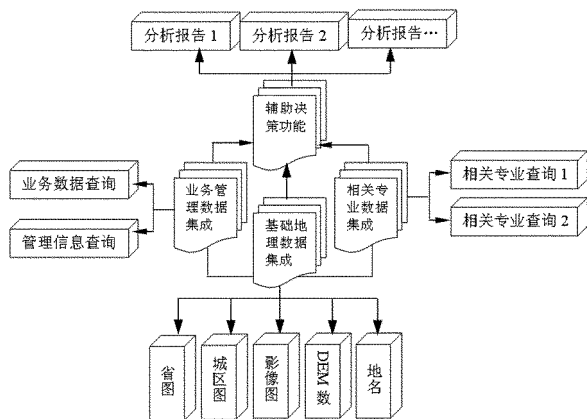 分析报告 1
分析报告 2
分析报告…
辅助决
策功能
业务数据查询
管理信息查询
业务管
理数据
集成
基础地
理数据
集成
相关专
业数据
集成
相关专业查询 1
相关专业查询 2
省图
城区图
影像图
DEM 数
地名